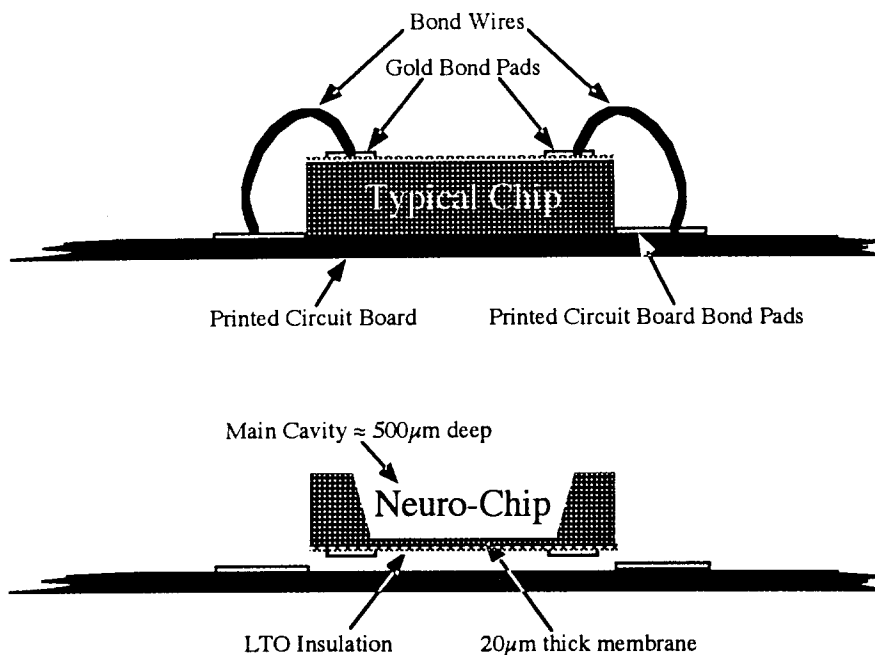 Bond Wires
Gold Bond Pads
Typical Chip
Printed Circuit Board
Printed Circuit Board Bond Pads
Main Cavity ≈ 500μm deep
Neuro-Chip
LTO Insulation
20μm thick membrane